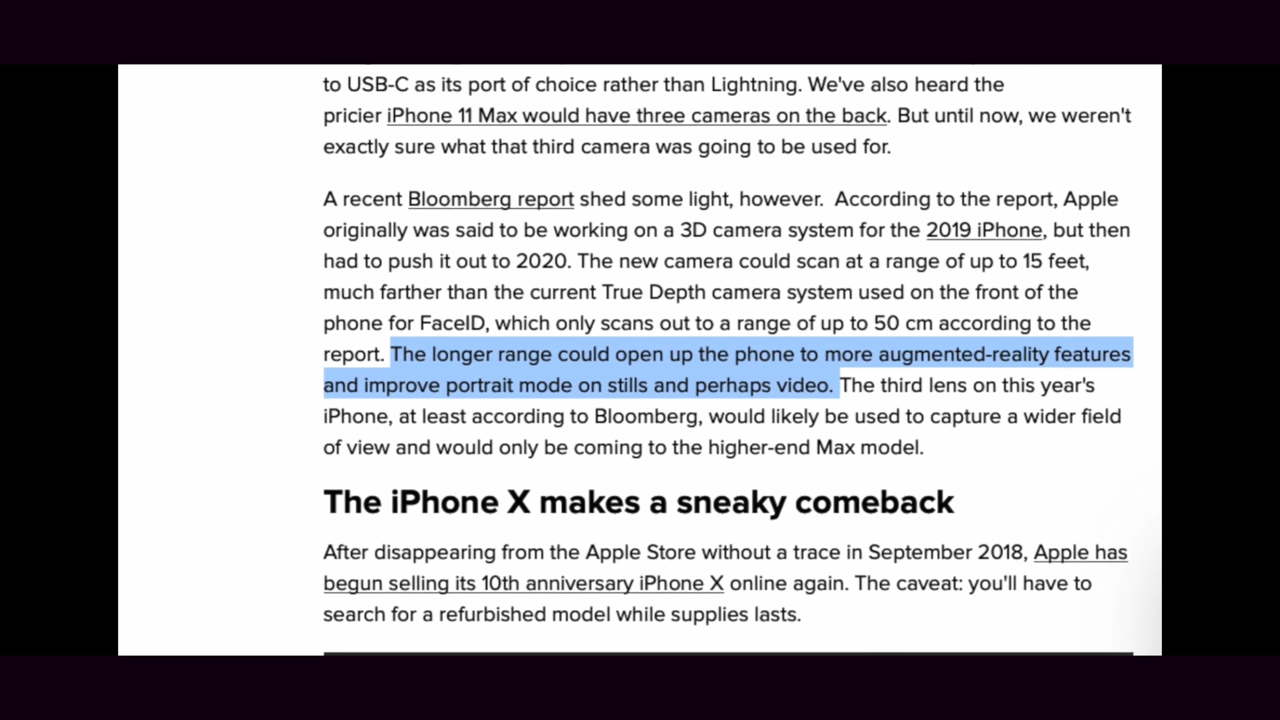 to USB-C as its port of choice rather than Lightning. We've also heard the
pricier iPhone 11 Max would have three cameras on the back. But until now, we weren't
exactly sure what that third camera was going to be used for.
A recent Bloomberg report shed some light, however.  According to the report, Apple
originally was said to be working on a 3D camera system for the 2019 iPhone, but then
had to push it out to 2020. The new camera could scan at a range of up to 15 feet,
much farther than the current True Depth camera system used on the front of the
phone for FaceID, which only scans out to a range of up to 50 cm according to the
report. The longer range could open up the phone to more augmented-reality features
and improve portrait mode on stills and perhaps video. The third lens on this year's
iPhone, at least according to Bloomberg, would likely be used to capture a wider field
of view and would only be coming to the higher-end Max model.
The iPhone X makes a sneaky comeback
After disappearing from the Apple Store without a trace in September 2018, Apple has
begun selling its 10th anniversary iPhone X online again. The caveat: you'll have to
search for a refurbished model while supplies lasts.